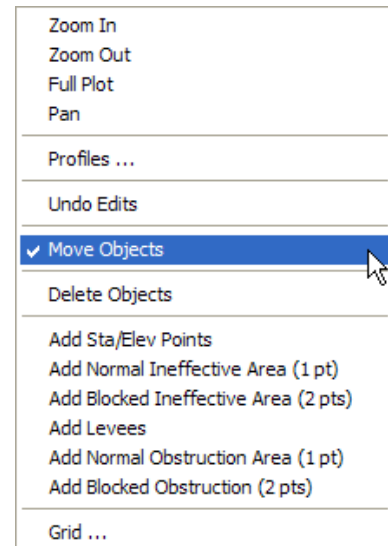 Zoom In
Zoom Out
Full Plot
Pan
Profiles ...
Undo Edits
Move Objects
Delete Objects
Add Sta/Elev Points
Add Normal Ineffective Area (1 pt)
Add Blocked Ineffective Area (2 pts)
Add Levees
Add Normal Obstruction Area (1 pt)
Add Blocked Obstruction (2 pts)
Grid ...